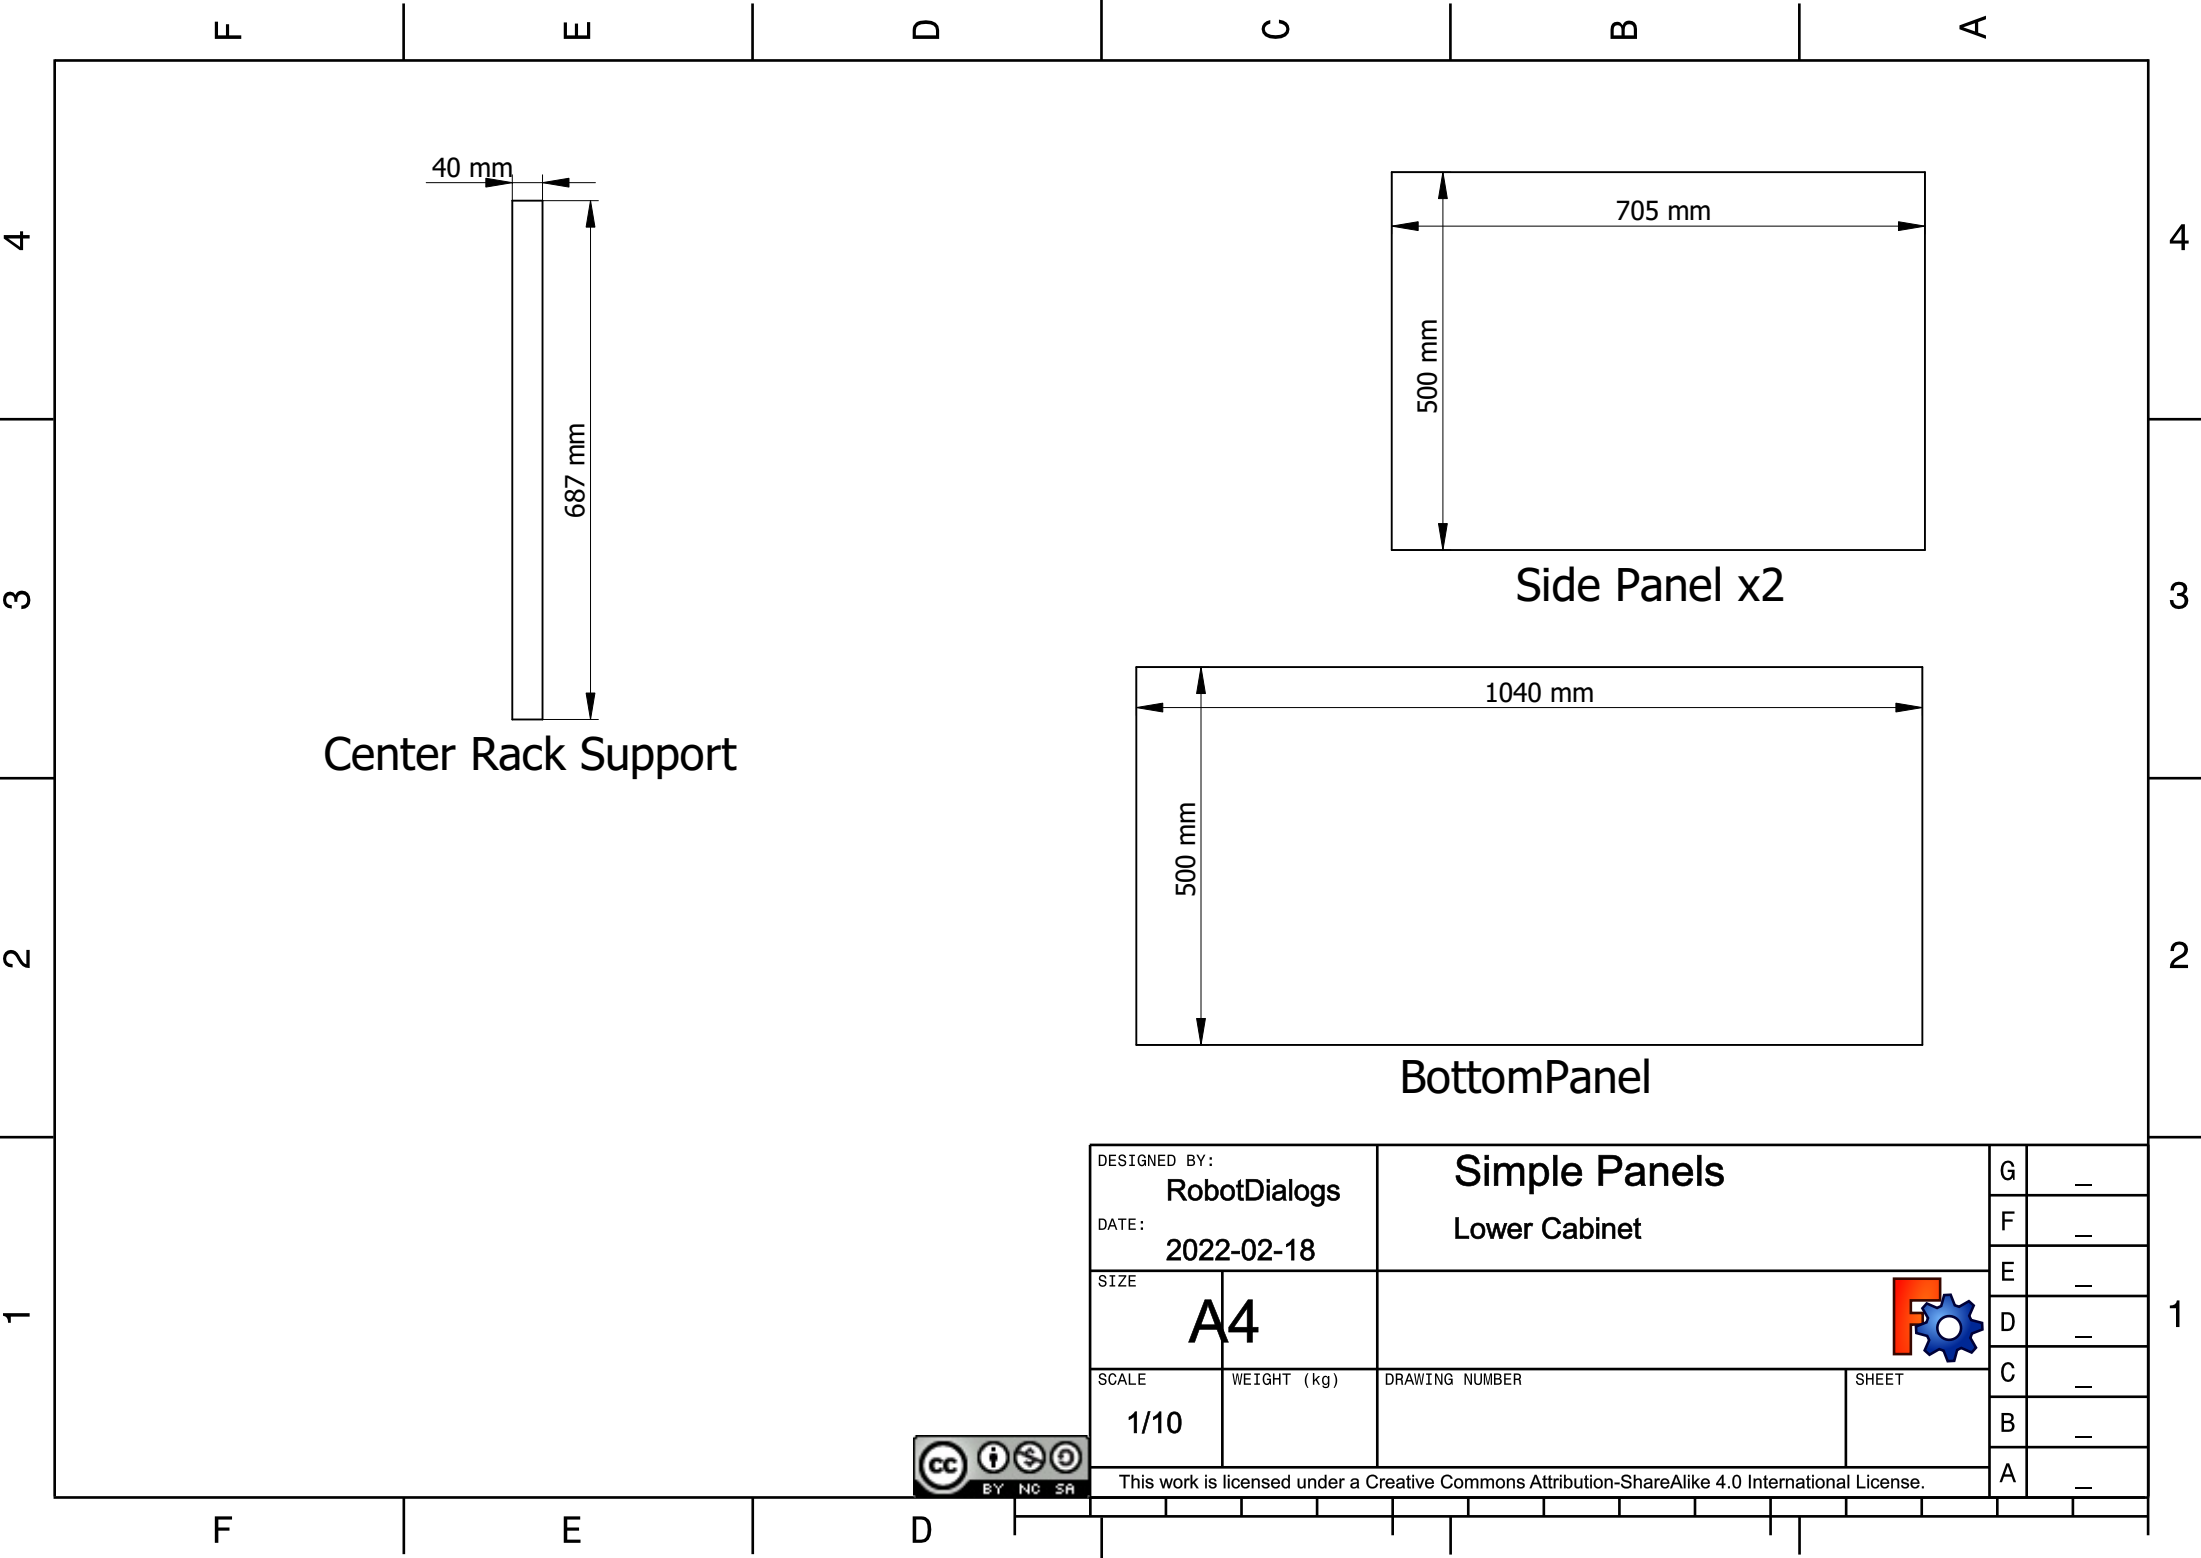 F E D C B A
40 mm
705 mm
4 4
500 mm
687 mm
Side Panel x2
3 3
1040 mm
Center Rack Support
500 mm
2 2
BottomPanel
DESIGNED BY:
RobotDialogs
DATE:
2022-02-18
Simple Panels
Lower Cabinet
G _
F _
E _
D _
C _
B _
A _
SIZE
A4
1 1
SCALE
1/10
WEIGHT (kg)
DRAWING NUMBER
SHEET
cc
BY NC SA
This work is licensed under a Creative Commons Attribution-ShareAlike 4.0 International License.
F E D